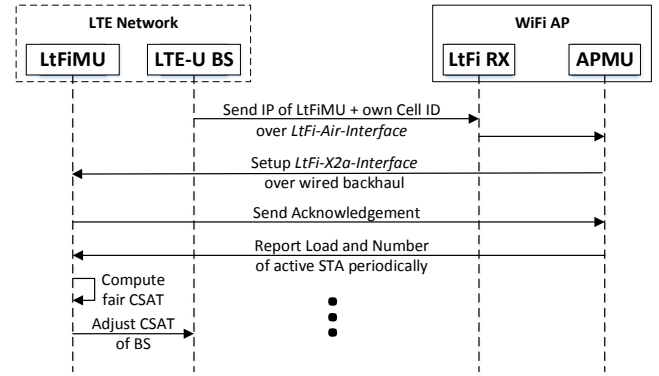 LTE Network
WiFi AP
LtFiMU
LTE-U BS
LtFi RX
APMU
Send IP of LtFiMU + own Cell ID
over LtFi-Air-Interface
Setup LtFi-X2a-Interface
over wired backhaul
Send Acknowledgement
Report Load and Number
of active STA periodically
Compute
fair CSAT
Adjust CSAT
of BS